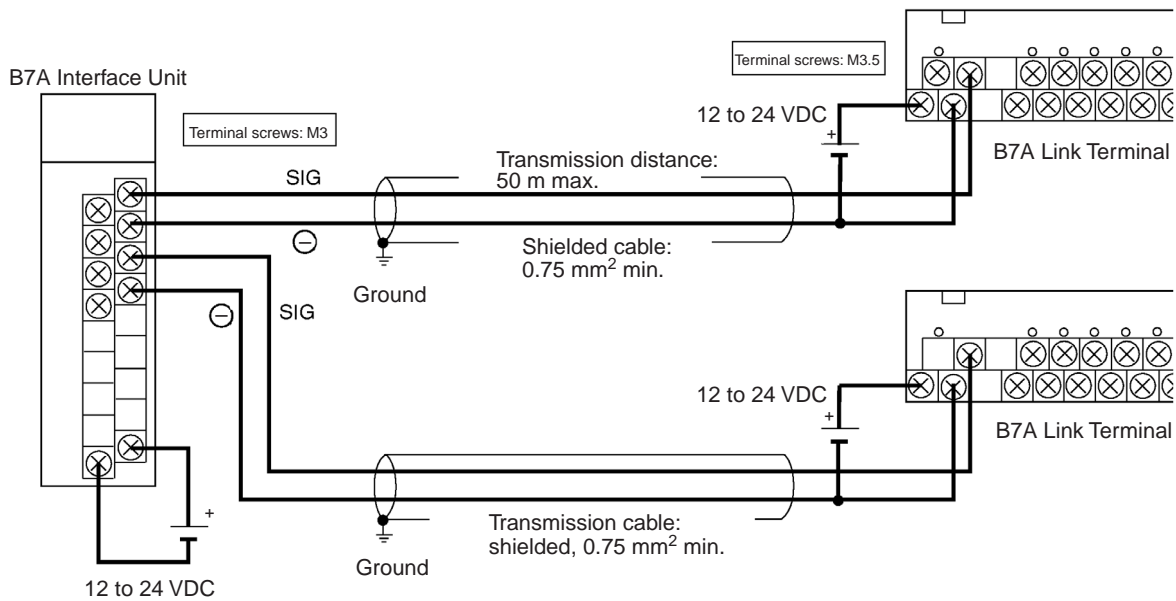 B7A Interface Unit
Terminal screws: M3
Terminal screws: M3.5
12 to 24 VDC
+
B7A Link Terminal
SIG
Transmission distance:
50 m max.
−
Shielded cable:
0.75 mm² min.
Ground
−
SIG
12 to 24 VDC
+
B7A Link Terminal
+
12 to 24 VDC
Transmission cable:
shielded, 0.75 mm² min.
Ground